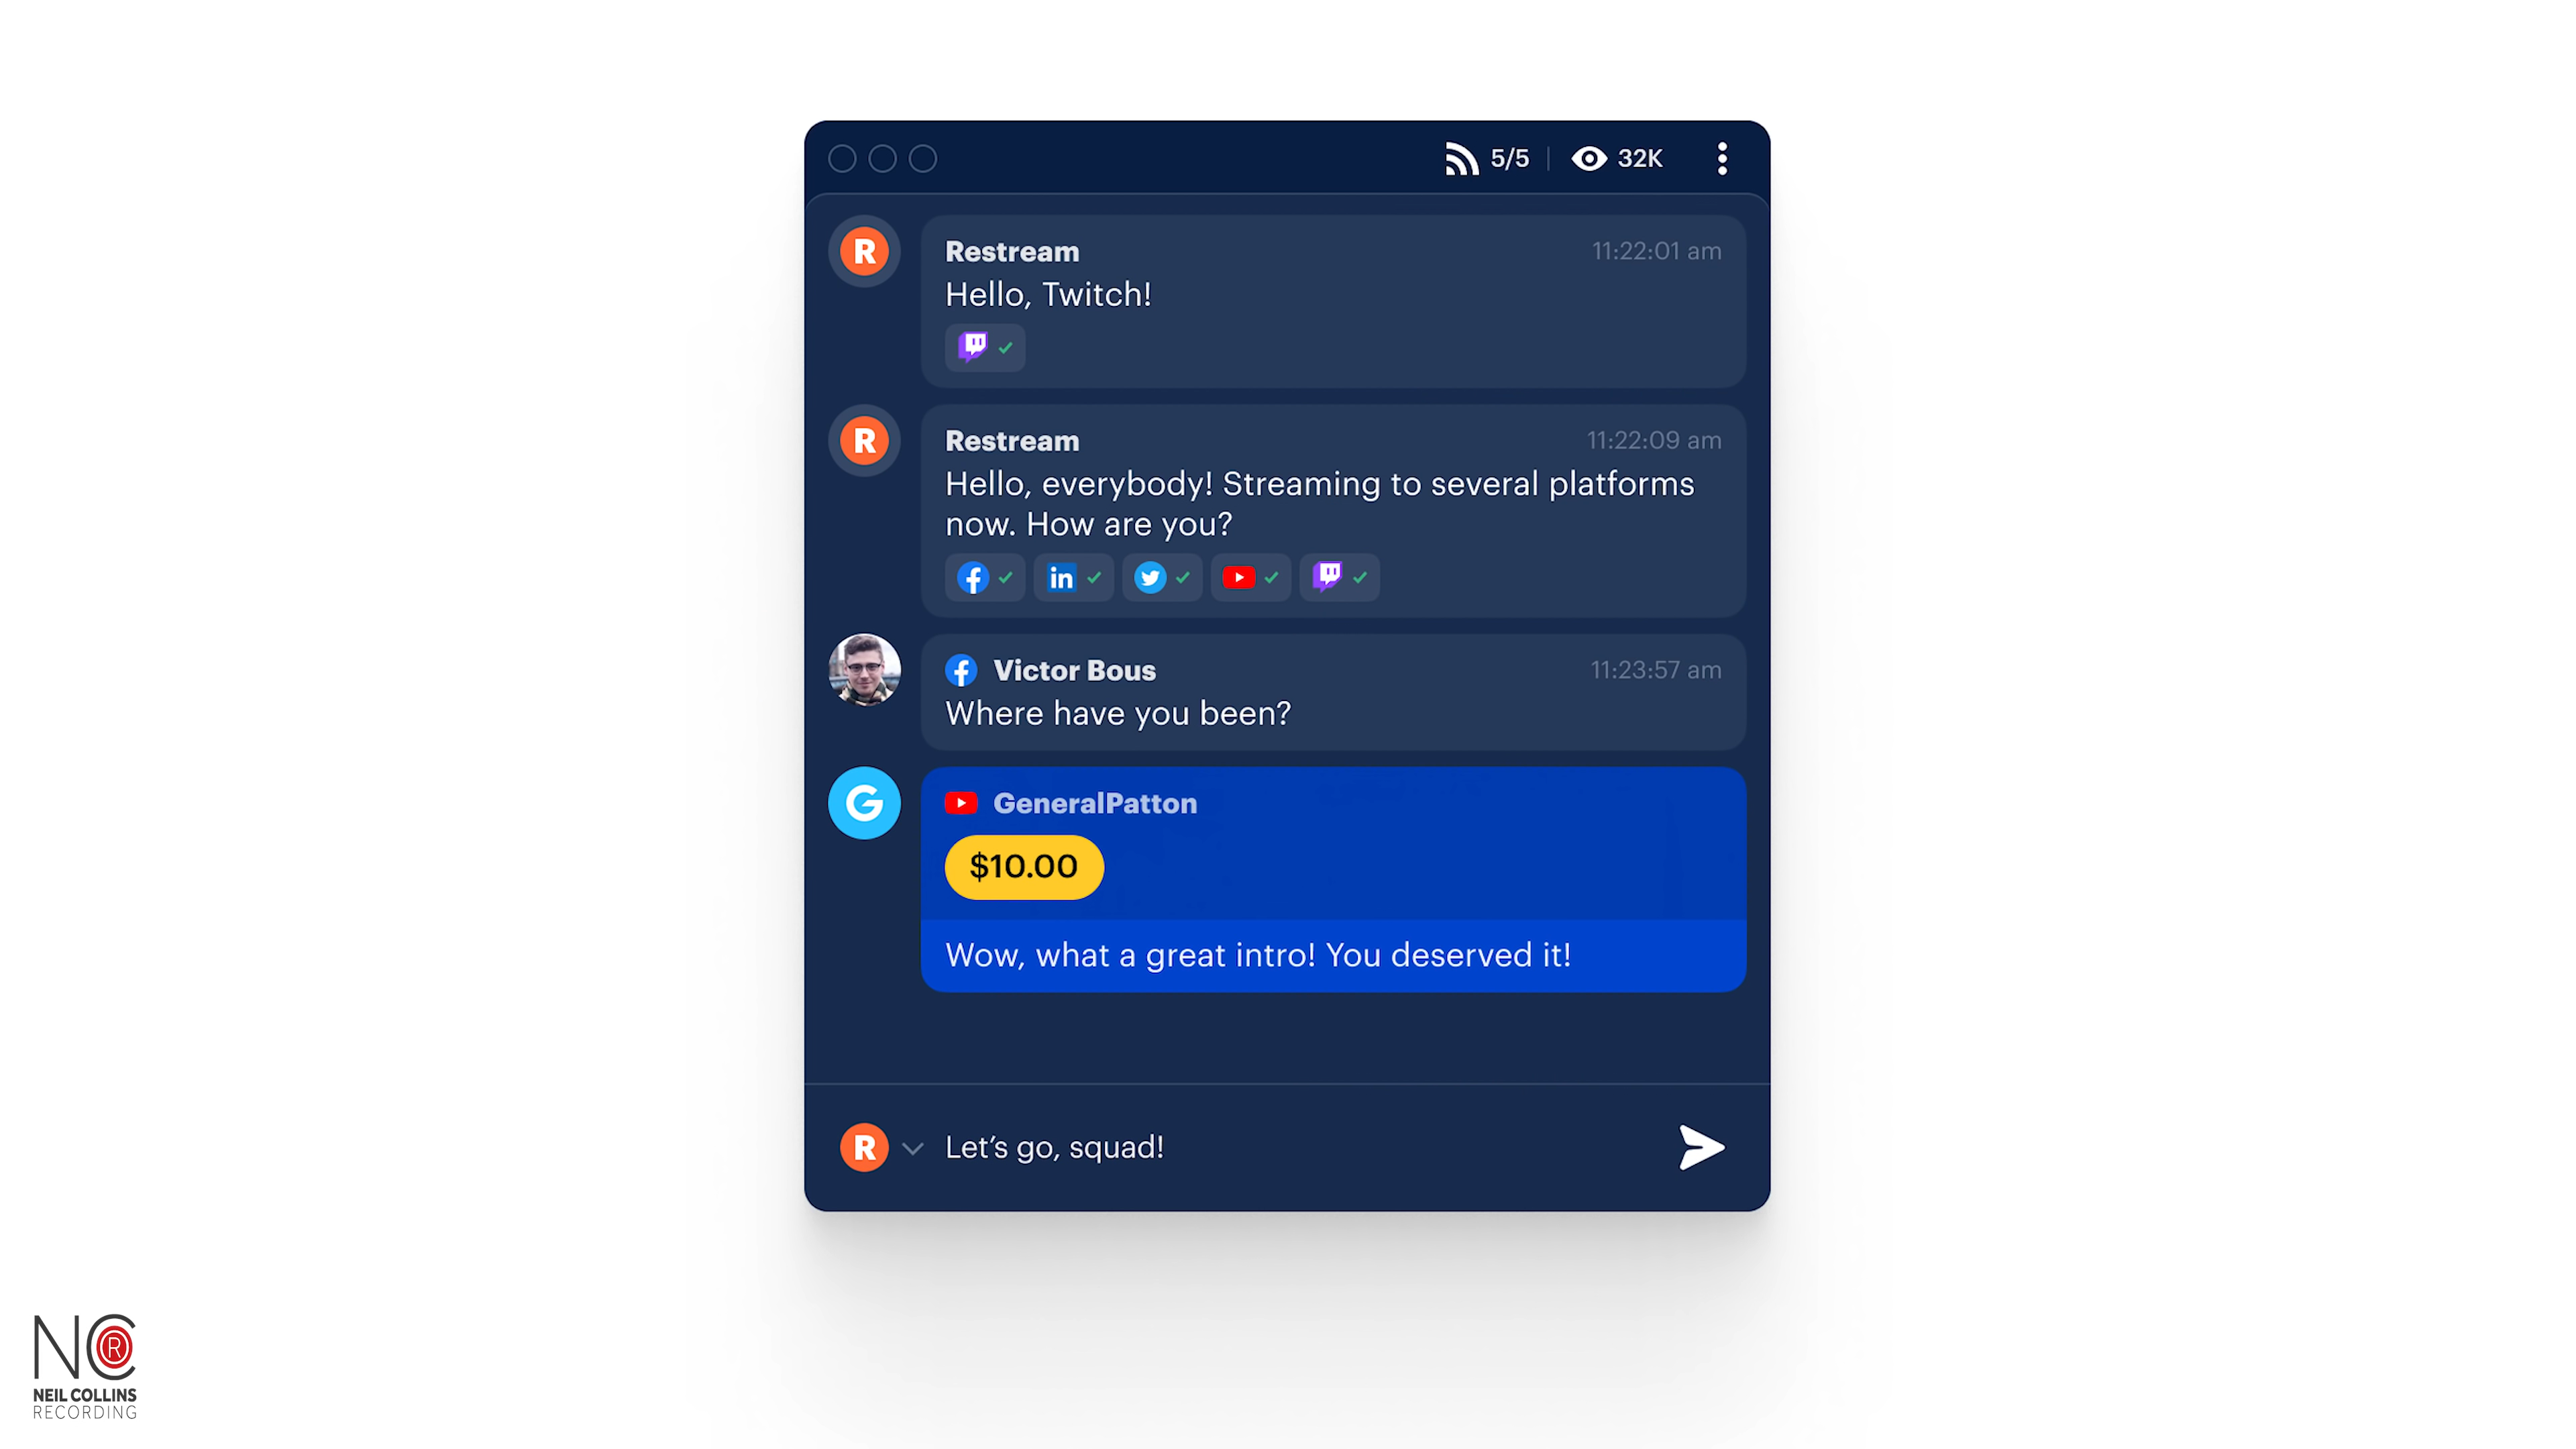 5/5 | 32K
R
Restream 11:22:01 am
Hello, Twitch!
R
Restream 11:22:09 am
Hello, everybody! Streaming to several platforms
now. How are you?
f in
f Victor Bous 11:23:57 am
Where have you been?
G
GeneralPatton
$10.00
Wow, what a great intro! You deserved it!
R Let’s go, squad!
NC R
NEIL COLLINS
RECORDING